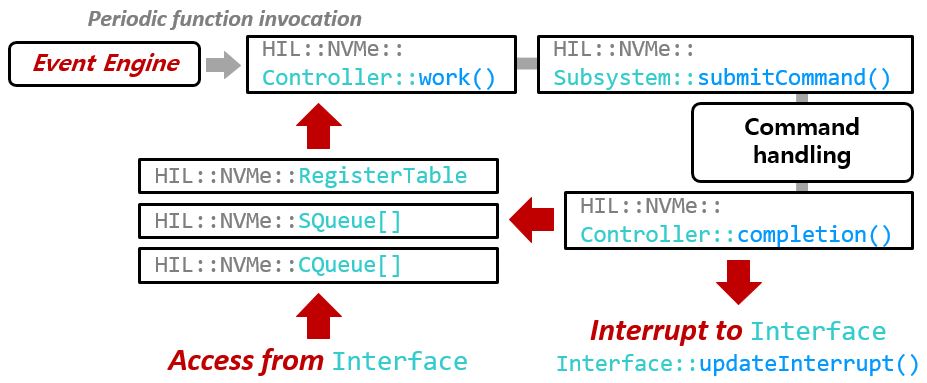 Periodic function invocation
Event Engine
HIL::NVMe::
Controller::work()
HIL::NVMe::
Subsystem::submitCommand()
Command
handling
HIL::NVMe::RegisterTable
HIL::NVMe::SQueue[]
HIL::NVMe::CQueue[]
HIL::NVMe::
Controller::completion()
Access from Interface
Interrupt to Interface
Interface::updateInterrupt()